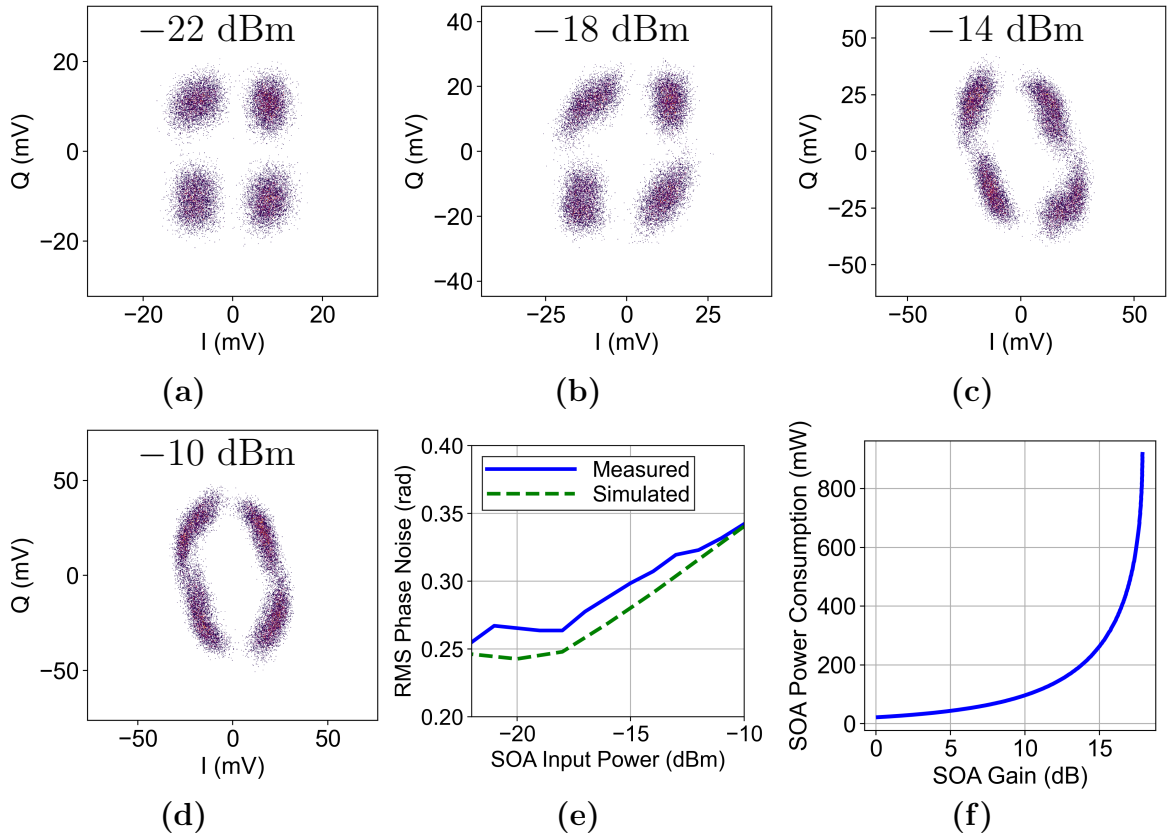 −22 dBm
Q (mV)
20
0
−20
−20
0
20
I (mV)
(a)
−18 dBm
Q (mV)
40
20
0
−20
−40
−25
0
25
I (mV)
(b)
−14 dBm
Q (mV)
50
25
0
−25
−50
−50
0
50
I (mV)
(c)
−10 dBm
Q (mV)
50
0
−50
−50
0
50
I (mV)
(d)
RMS Phase Noise (rad)
0.40
0.35
0.30
0.25
0.20
Measured
Simulated
−20
−15
−10
SOA Input Power (dBm)
(e)
SOA Power Consumption (mW)
800
600
400
200
0
0
5
10
15
SOA Gain (dB)
(f)